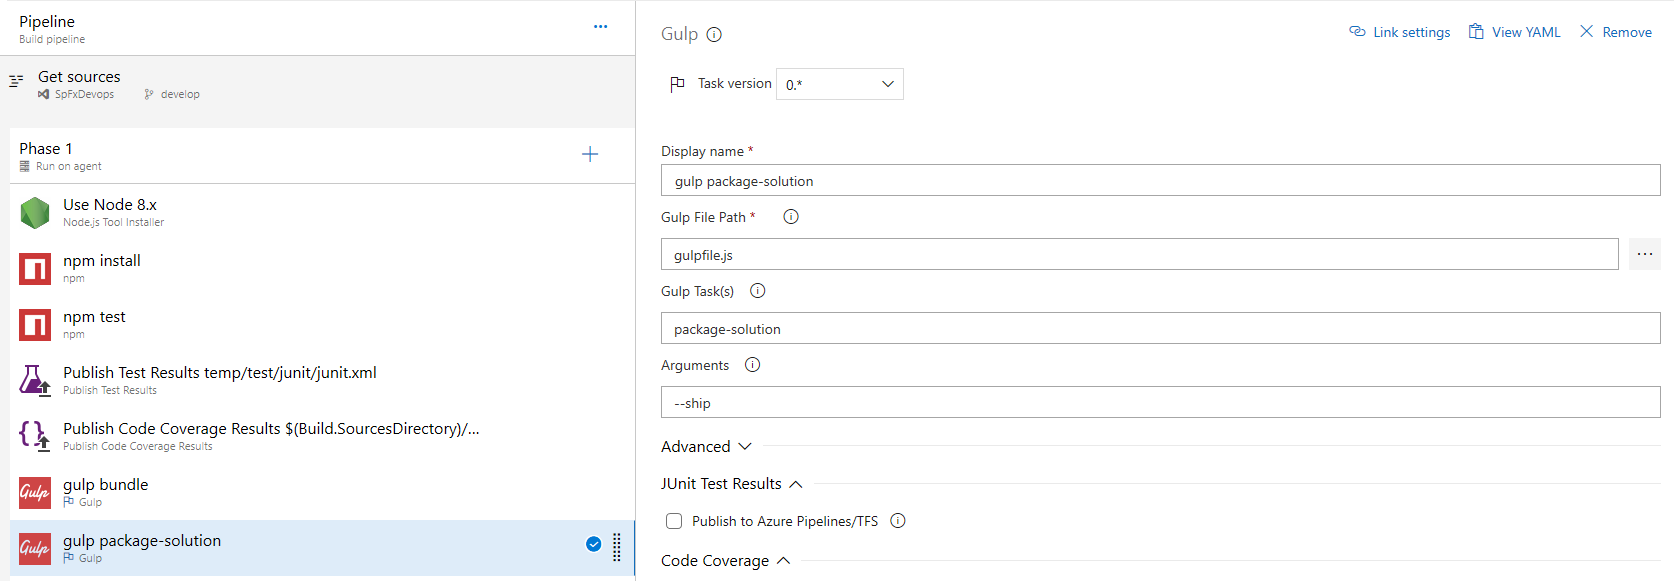 Pipeline
...
Build pipeline
Get sources
SpFxDevops develop
Phase 1
Run on agent
Use Node 8.x
Node.js Tool Installer
npm install
npm
npm test
npm
Publish Test Results temp/test/junit/junit.xml
Publish Test Results
Publish Code Coverage Results $(Build.SourcesDirectory)/...
Publish Code Coverage Results
Gulp
gulp bundle
Gulp
Gulp
gulp package-solution
Gulp
Gulp
Link settings View YAML Remove
Task version 0.*
Display name *
gulp package-solution
Gulp File Path *
gulpfile.js
...
Gulp Task(s)
package-solution
Arguments
--ship
Advanced
JUnit Test Results
Publish to Azure Pipelines/TFS
Code Coverage